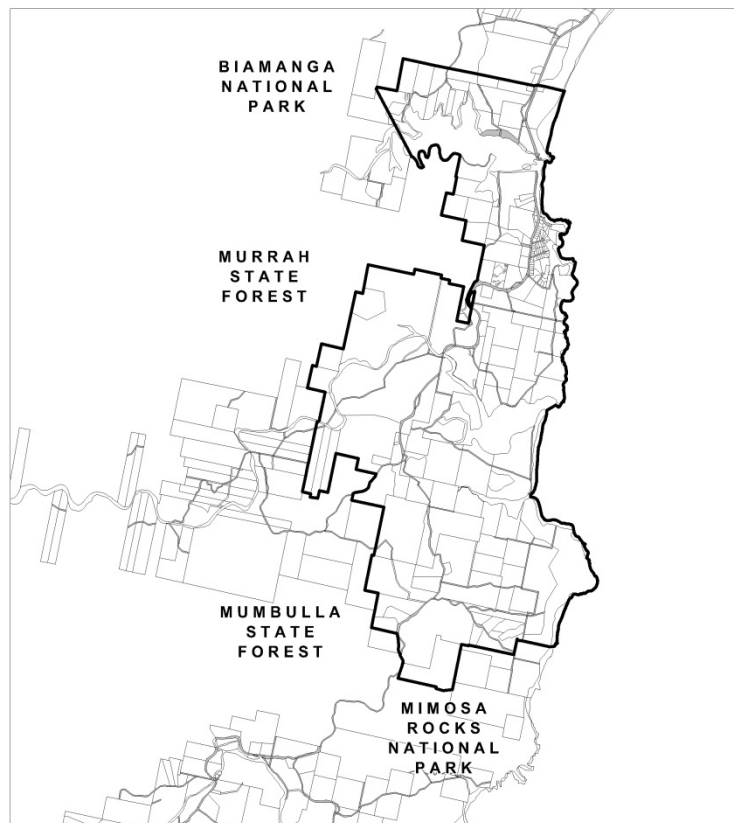 BIAMANGA
NATIONAL
PARK
MURRAH
STATE
FOREST
MUMBULLA
STATE
FOREST
MIMOSA
ROCKS
NATIONAL
PARK